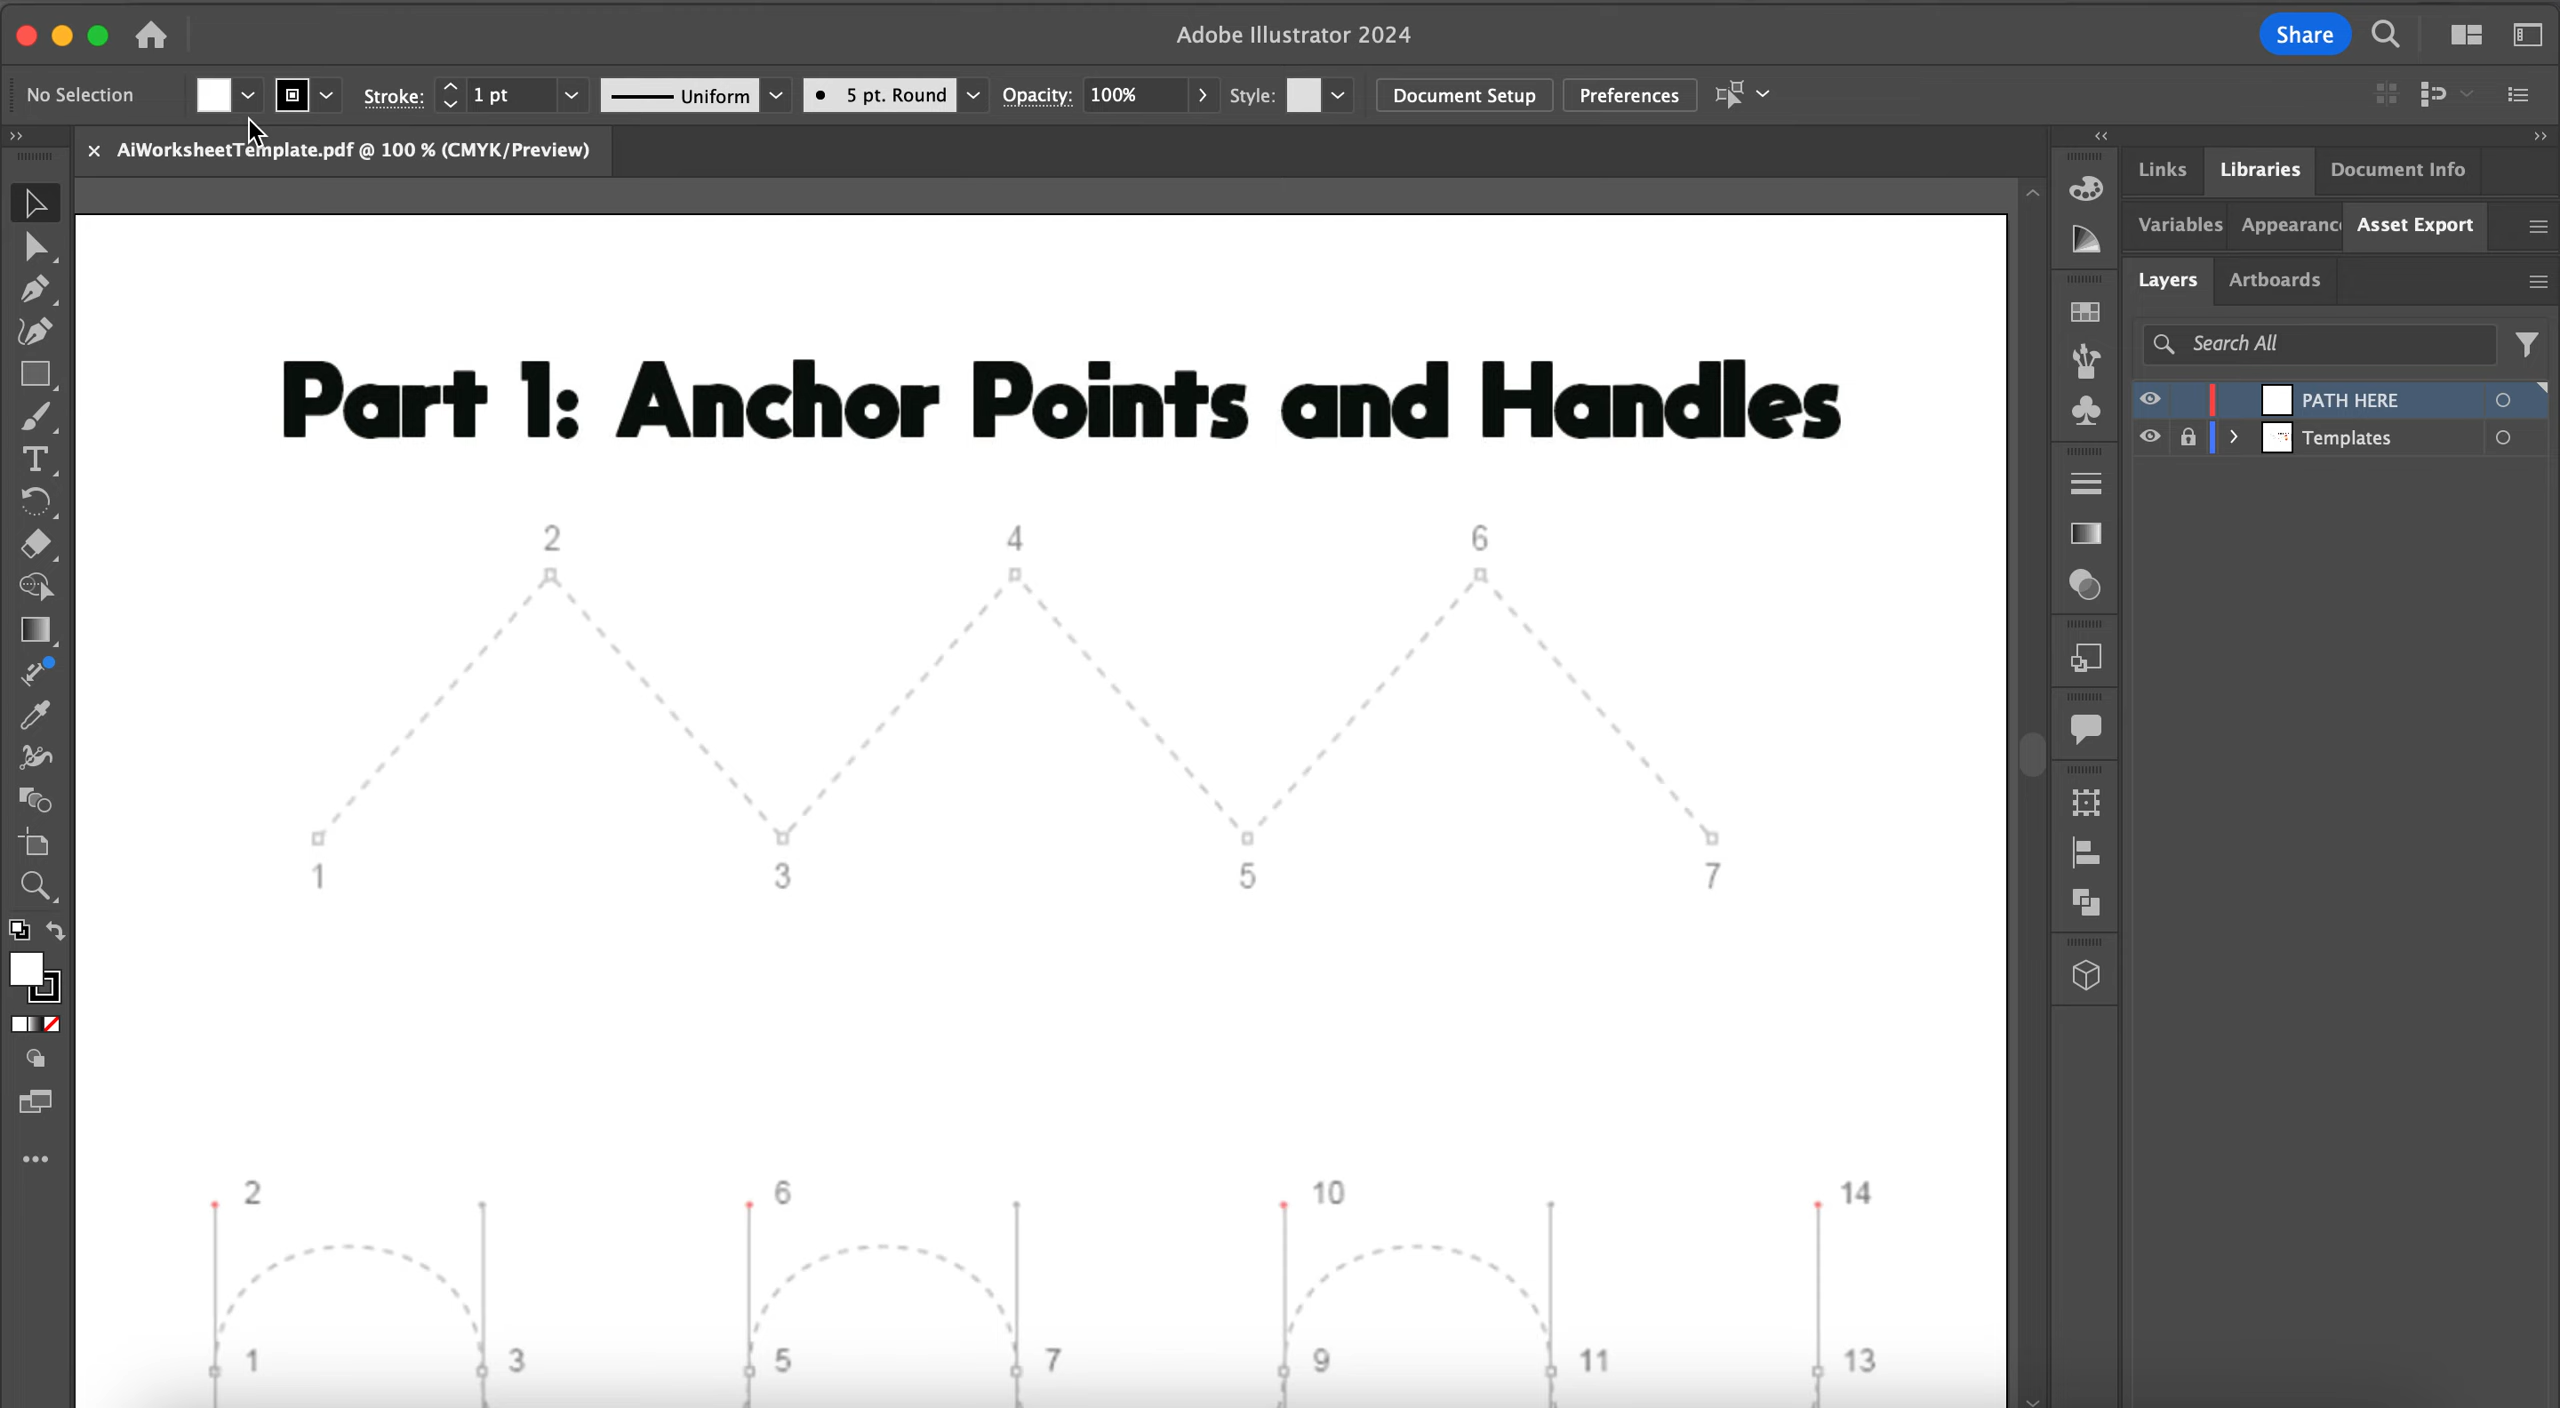 Adobe Illustrator 2024
Share
No Selection
Stroke:
1 pt
Uniform
5 pt. Round
Opacity:
100%
Style:
Document Setup
Preferences
AiWorksheetTemplate.pdf @ 100 % (CMYK/Preview)
Links
Libraries
Document Info
Variables
Appearanc
Asset Export
Layers
Artboards
Search All
PATH HERE
Templates
Part 1: Anchor Points and Handles
2 4 6
1 3 5 7
2 6 10 14
1 3 5 7 9 11 13